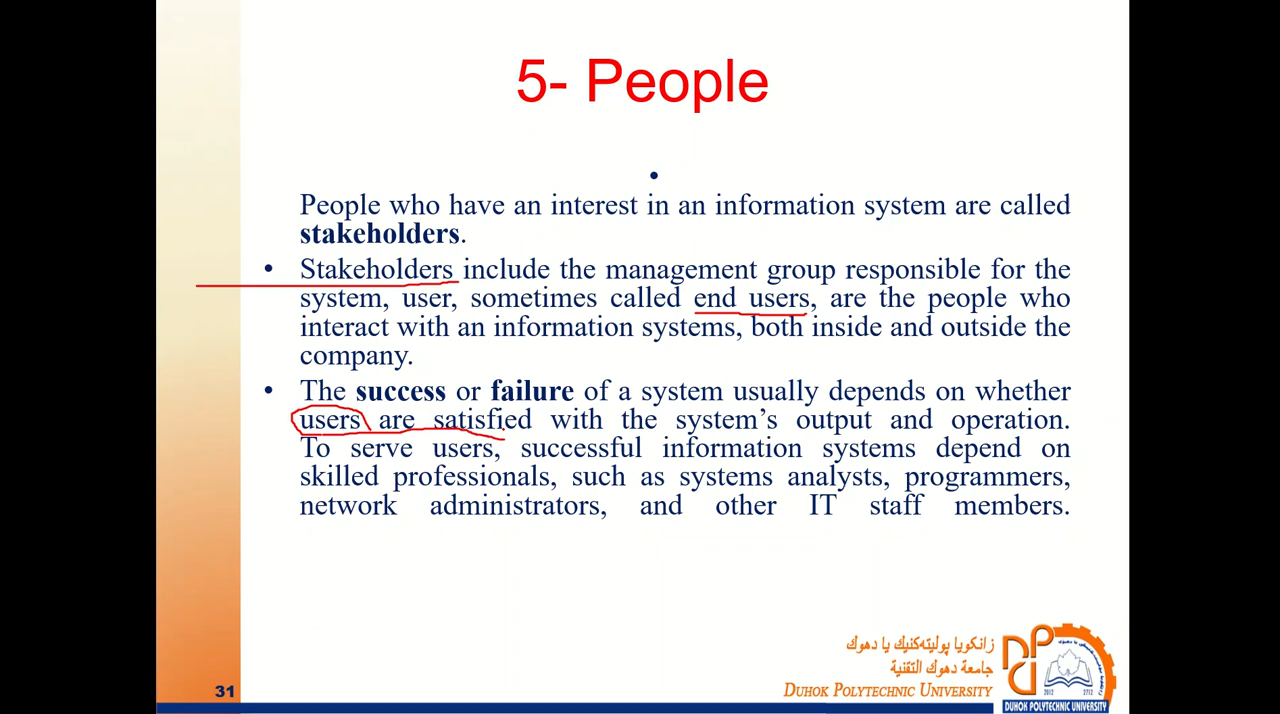 5- People
•
People who have an interest in an information system are called
stakeholders.
• Stakeholders include the management group responsible for the
system, user, sometimes called end users, are the people who
interact with an information systems, both inside and outside the
company.
• The success or failure of a system usually depends on whether
users are satisfied with the system’s output and operation.
To serve users, successful information systems depend on
skilled professionals, such as systems analysts, programmers,
network administrators, and other IT staff members.
زانكويا پوليتەكنيك يا دهوك
جامعة دهوك التقنية
DUHOK POLYTECHNIC UNIVERSITY
31
DPU
2012 2712
DUHOK POLYTECHNIC UNIVERSITY